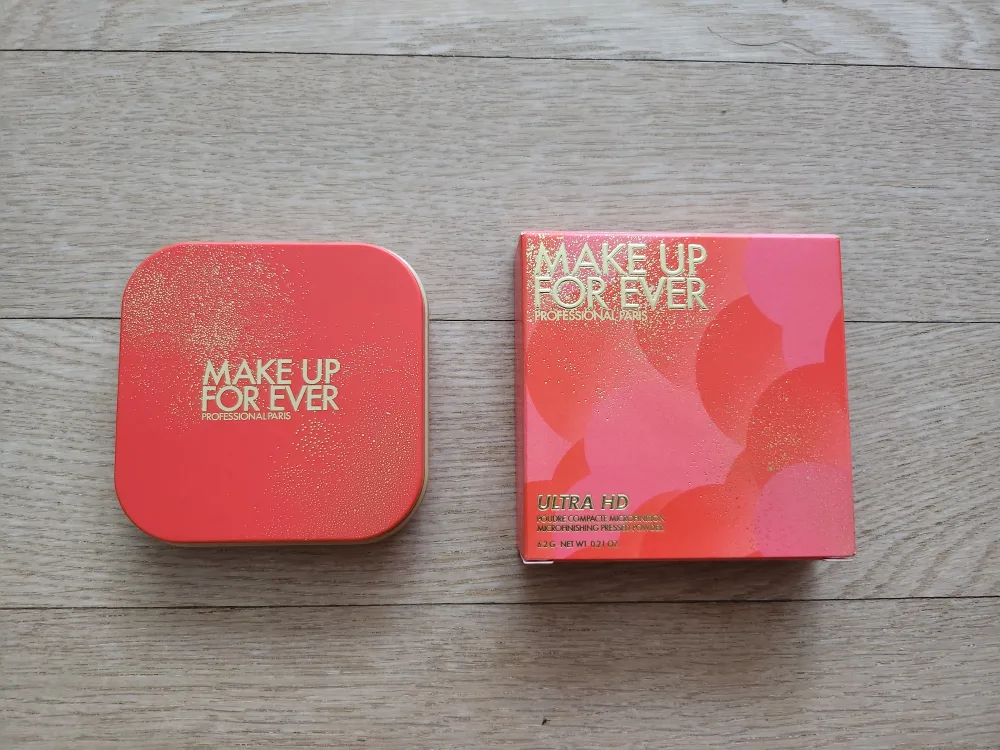 MAKE UP
FOR EVER
PROFESSIONAL PARIS
MAKE UP
FOR EVER
PROFESSIONAL PARIS
ULTRA HD
POUDRE COMPACTE MICROFINITION
MICROFINISHING PRESSED POWDER
6.2 G NET WT. 0.21 OZ.